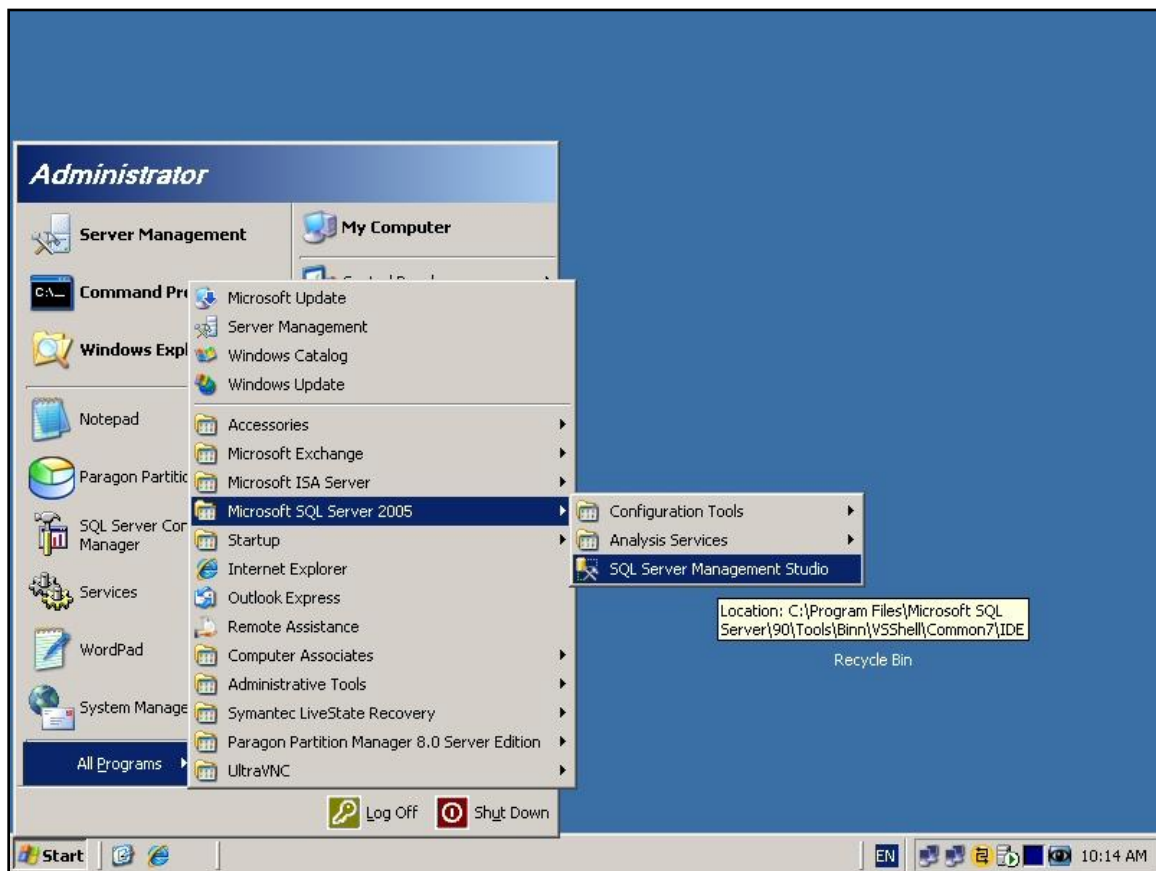 Administrator
Server Management
Command Pr
Windows Expl
Notepad
Paragon Partitic
SQL Server Cor
Manager
Services
WordPad
System Manage
All Programs
My Computer
Microsoft Update
Server Management
Windows Catalog
Windows Update
Accessories
Microsoft Exchange
Microsoft ISA Server
Microsoft SQL Server 2005
Startup
Internet Explorer
Outlook Express
Remote Assistance
Computer Associates
Administrative Tools
Symantec LiveState Recovery
Paragon Partition Manager 8.0 Server Edition
UltraVNC
Configuration Tools
Analysis Services
SQL Server Management Studio
Location: C:\Program Files\Microsoft SQL
Server\90\Tools\Binn\VSShell\Common7\IDE
Recycle Bin
Log Off
Shut Down
Start
EN
10:14 AM